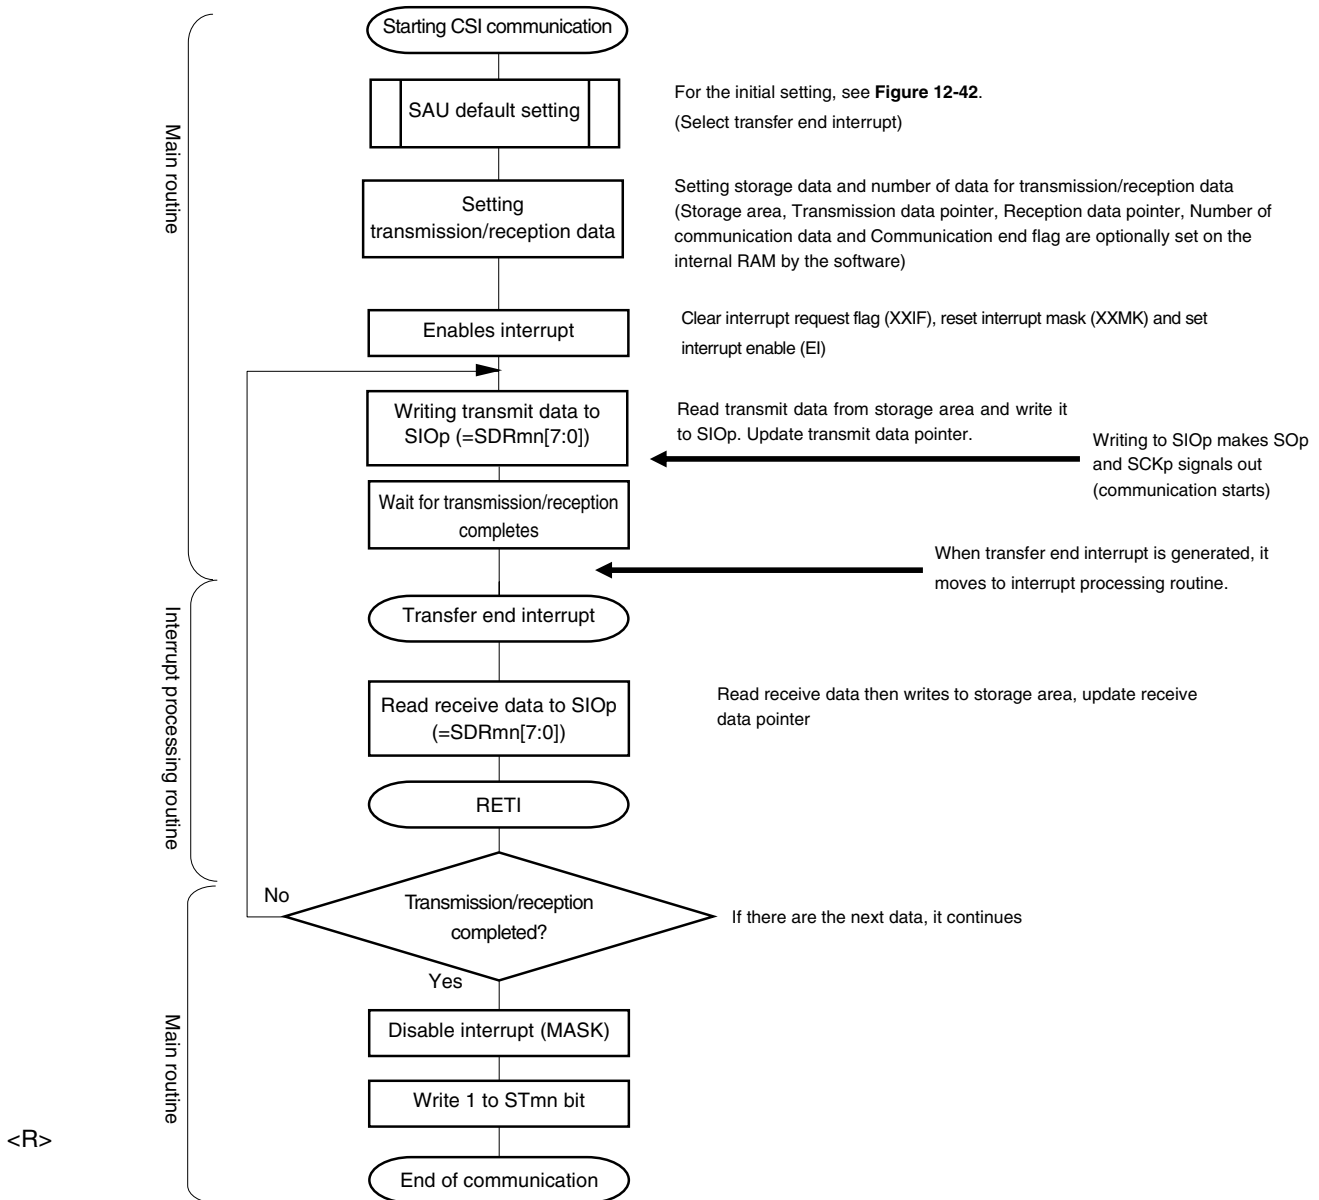 Starting CSI communication
SAU default setting
For the initial setting, see Figure 12-42.
(Select transfer end interrupt)
Main routine
Setting
transmission/reception data
Setting storage data and number of data for transmission/reception data
(Storage area, Transmission data pointer, Reception data pointer, Number of
communication data and Communication end flag are optionally set on the
internal RAM by the software)
Enables interrupt
Clear interrupt request flag (XXIF), reset interrupt mask (XXMK) and set
interrupt enable (EI)
Writing transmit data to
SIOp (=SDRmn[7:0])
Read transmit data from storage area and write it
to SIOp. Update transmit data pointer.
Writing to SIOp makes SOp
and SCKp signals out
(communication starts)
Wait for transmission/reception
completes
When transfer end interrupt is generated, it
moves to interrupt processing routine.
Transfer end interrupt
Interrupt processing routine
Read receive data to SIOp
(=SDRmn[7:0])
Read receive data then writes to storage area, update receive
data pointer
RETI
No
Transmission/reception
completed?
If there are the next data, it continues
Yes
Disable interrupt (MASK)
Main routine
Write 1 to STmn bit
<R>
End of communication